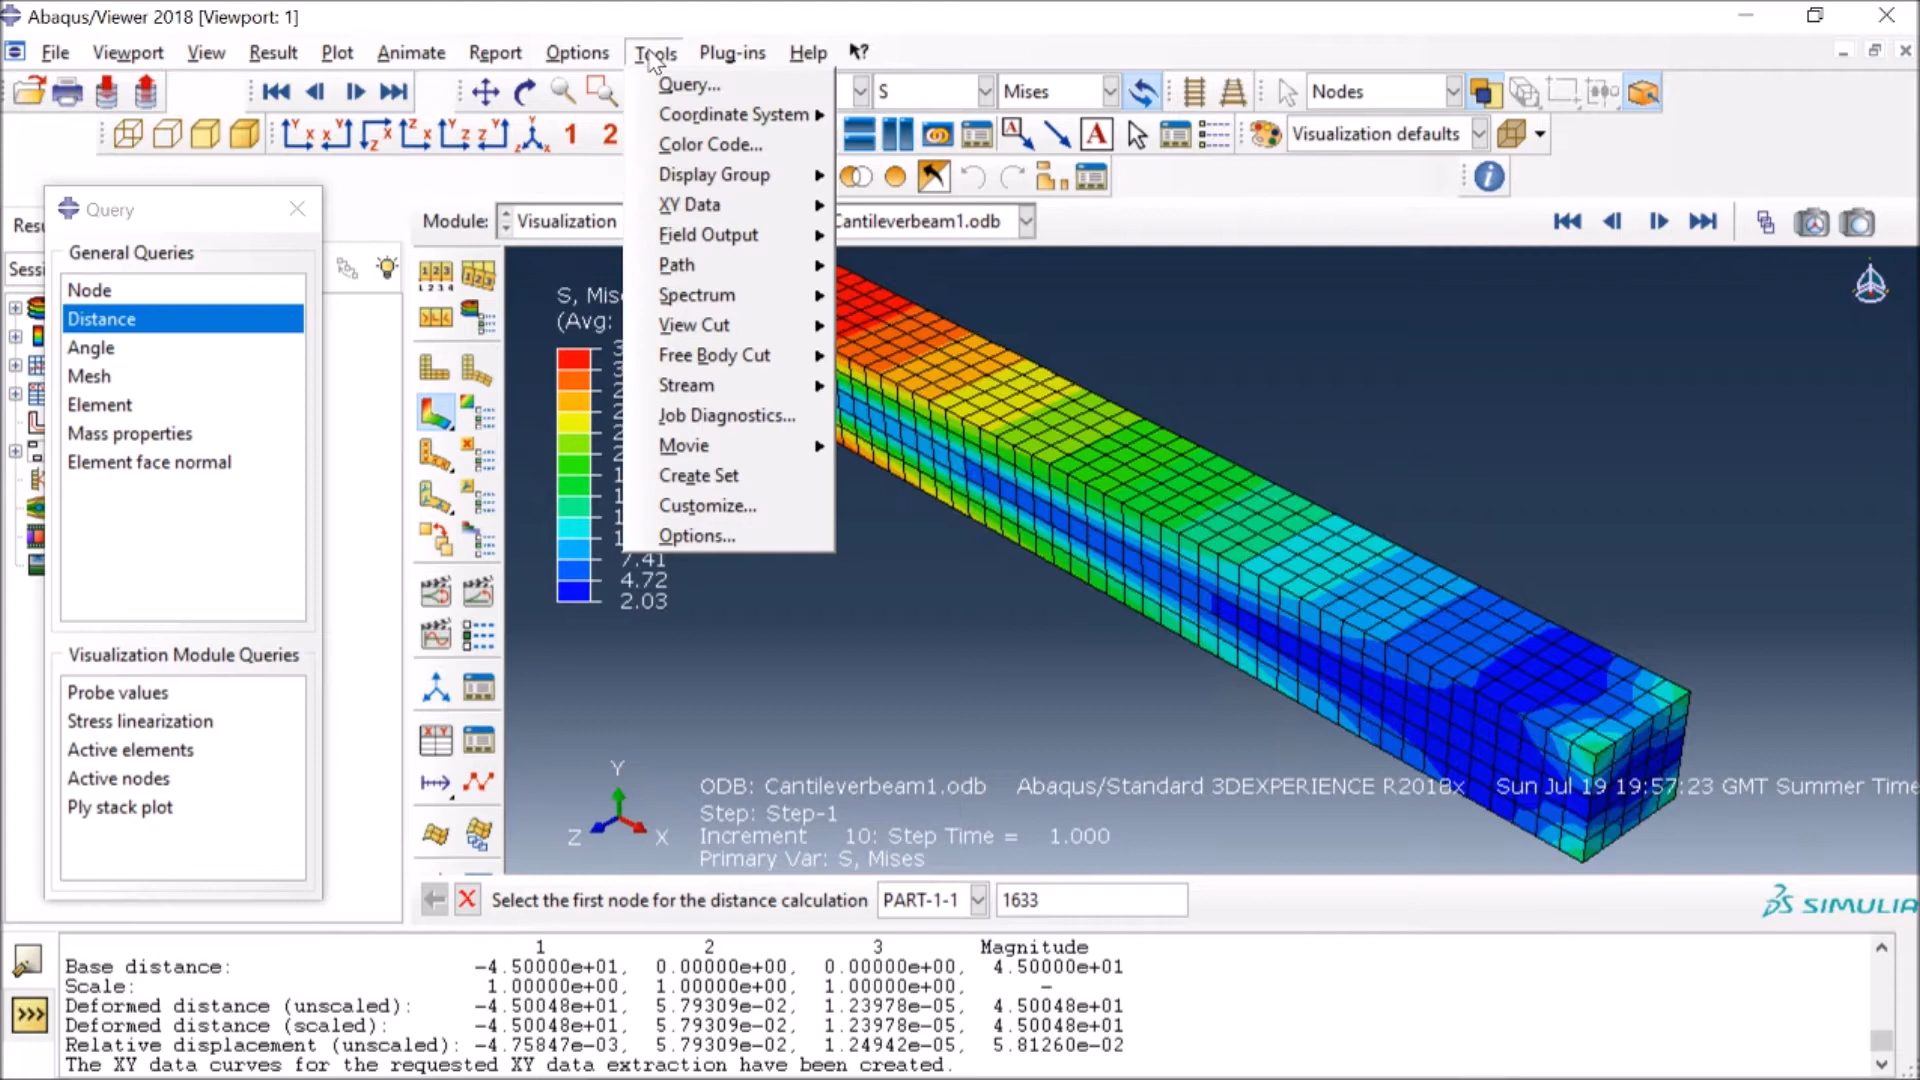 Abaqus/Viewer 2018 [Viewport: 1]
File Viewport View Result Plot Animate Report Options Tools Plug-ins Help
S Mises Nodes
1 2
Visualization defaults
Query
General Queries
Node
Distance
Angle
Mesh
Element
Mass properties
Element face normal
Visualization Module Queries
Probe values
Stress linearization
Active elements
Active nodes
Ply stack plot
Query...
Coordinate System
Color Code...
Display Group
XY Data
Field Output
Path
Spectrum
View Cut
Free Body Cut
Stream
Job Diagnostics...
Movie
Create Set
Customize...
Options...
Module: Visualization Cantileverbeam1.odb
S, Mis
(Avg:
7.41
4.72
2.03
Y
Z X
ODB: Cantileverbeam1.odb Abaqus/Standard 3DEXPERIENCE R2018x Sun Jul 19 19:57:23 GMT Summer Time
Step: Step-1
Increment 10: Step Time = 1.000
Primary Var: S, Mises
Select the first node for the distance calculation PART-1-1 1633
SIMULIA
1 2 3 Magnitude
Base distance: -4.50000e+01, 0.00000e+00, 0.00000e+00, 4.50000e+01
Scale: 1.00000e+00, 1.00000e+00, 1.00000e+00, -
Deformed distance (unscaled): -4.50048e+01, 5.79309e-02, 1.23978e-05, 4.50048e+01
Deformed distance (scaled): -4.50048e+01, 5.79309e-02, 1.23978e-05, 4.50048e+01
Relative displacement (unscaled): -4.75847e-03, 5.79309e-02, 1.24942e-05, 5.81260e-02
The XY data curves for the requested XY data extraction have been created.